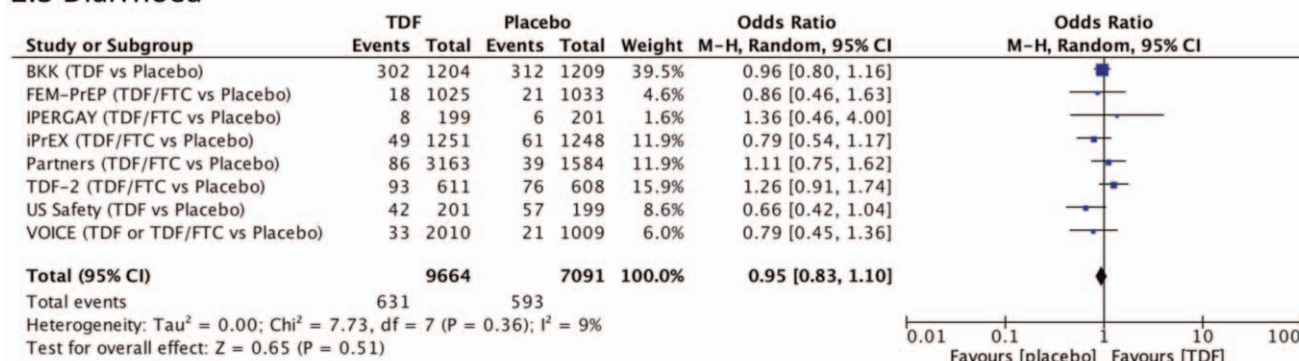 TDF Placebo Odds Ratio Odds Ratio
Study or Subgroup Events Total Events Total Weight M-H, Random, 95% CI M-H, Random, 95% CI
BKK (TDF vs Placebo) 302 1204 312 1209 39.5% 0.96 [0.80, 1.16]
FEM-PrEP (TDF/FTC vs Placebo) 18 1025 21 1033 4.6% 0.86 [0.46, 1.63]
IPERGAY (TDF/FTC vs Placebo) 8 199 6 201 1.6% 1.36 [0.46, 4.00]
iPrEX (TDF/FTC vs Placebo) 49 1251 61 1248 11.9% 0.79 [0.54, 1.17]
Partners (TDF/FTC vs Placebo) 86 3163 39 1584 11.9% 1.11 [0.75, 1.62]
TDF-2 (TDF/FTC vs Placebo) 93 611 76 608 15.9% 1.26 [0.91, 1.74]
US Safety (TDF vs Placebo) 42 201 57 199 8.6% 0.66 [0.42, 1.04]
VOICE (TDF or TDF/FTC vs Placebo) 33 2010 21 1009 6.0% 0.79 [0.45, 1.36]
Total (95% CI) 9664 7091 100.0% 0.95 [0.83, 1.10]
Total events 631 593
Heterogeneity: Tau² = 0.00; Chi² = 7.73, df = 7 (P = 0.36); I² = 9%
Test for overall effect: Z = 0.65 (P = 0.51)
0.01 0.1 1 10 100
Favours [placebo] Favours [TDF]